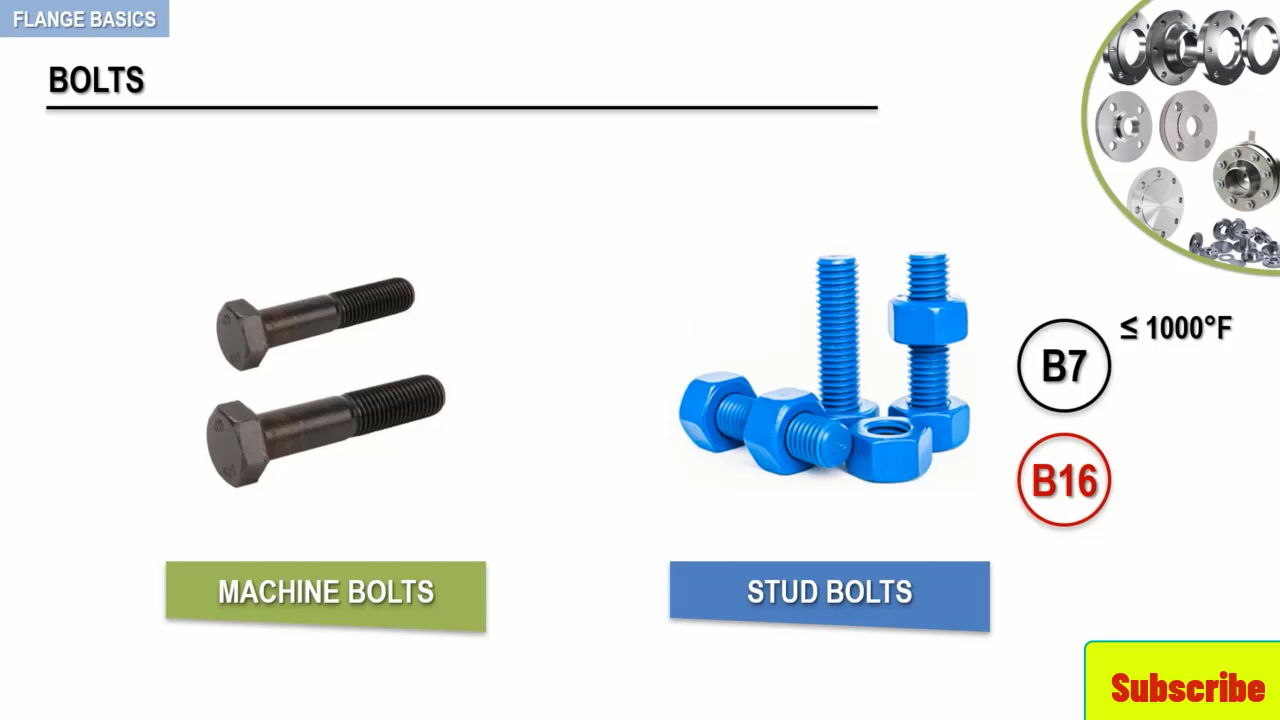 FLANGE BASICS
BOLTS
≤ 1000°F
B7
B16
MACHINE BOLTS
STUD BOLTS
Subscribe